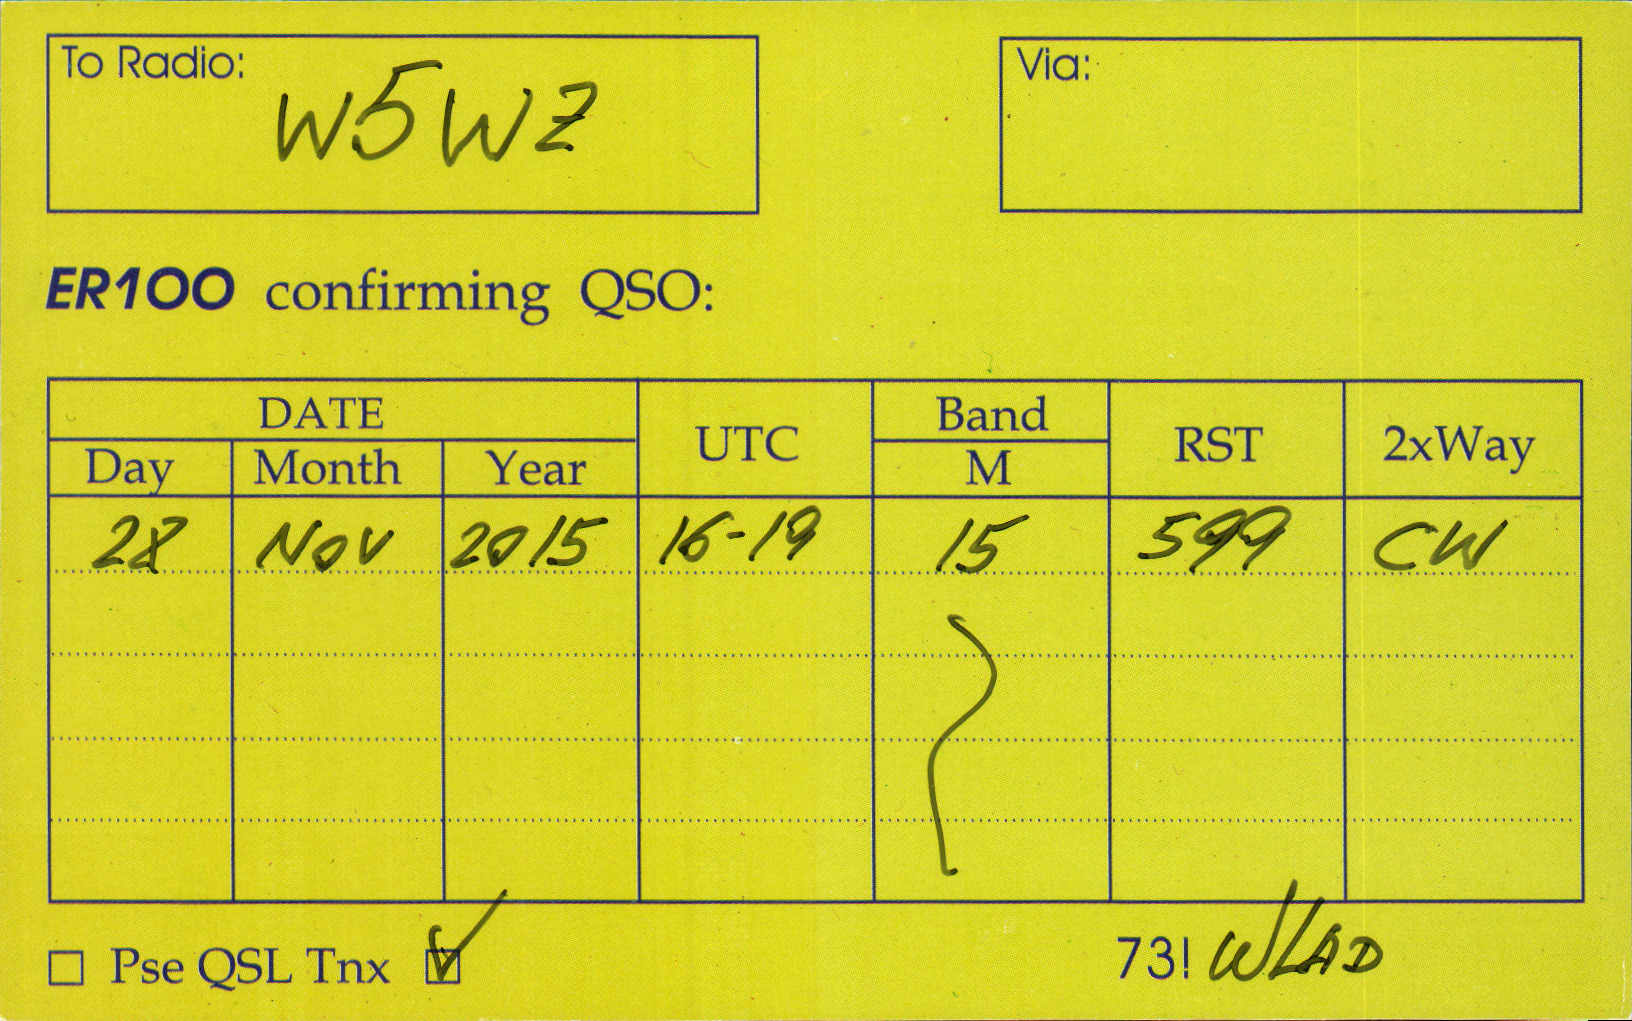 To Radio: W5WZ Via:
ER100 confirming QSO:
DATE UTC Band RST 2xWay
Day Month Year M
28 Nov 2015 16-19 15 599 CW
Pse QSL Tnx 73! WLAD